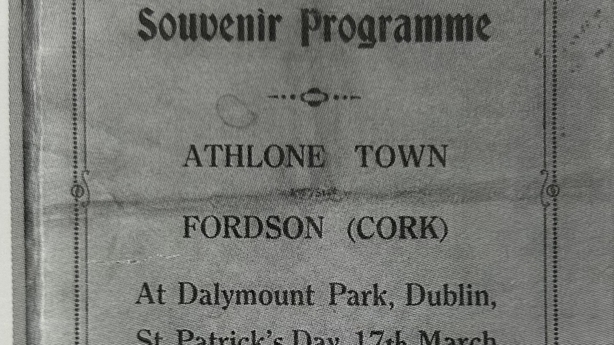 Souvenir Programme
ATHLONE TOWN
versus
FORDSON (CORK)
At Dalymount Park, Dublin,
St Patrick's Day, 17th March